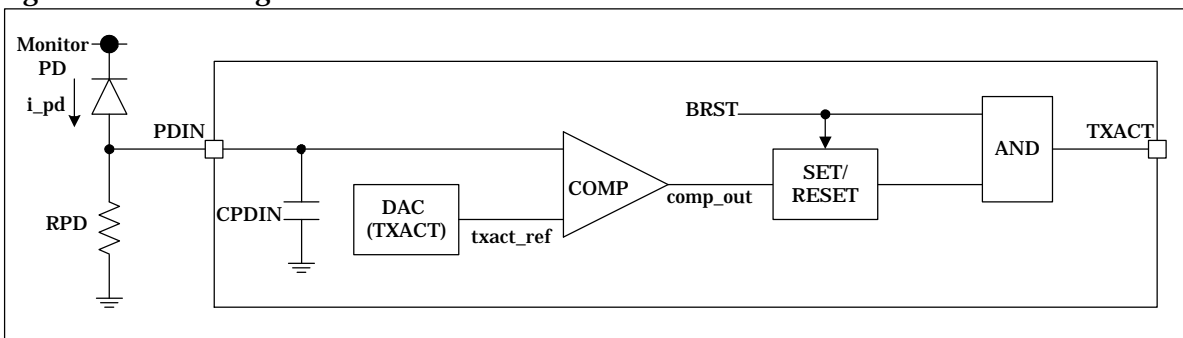 Monitor
PD
i_pd
PDIN
RPD
CPDIN
DAC
(TXACT)
txact_ref
COMP
comp_out
BRST
SET/
RESET
AND
TXACT